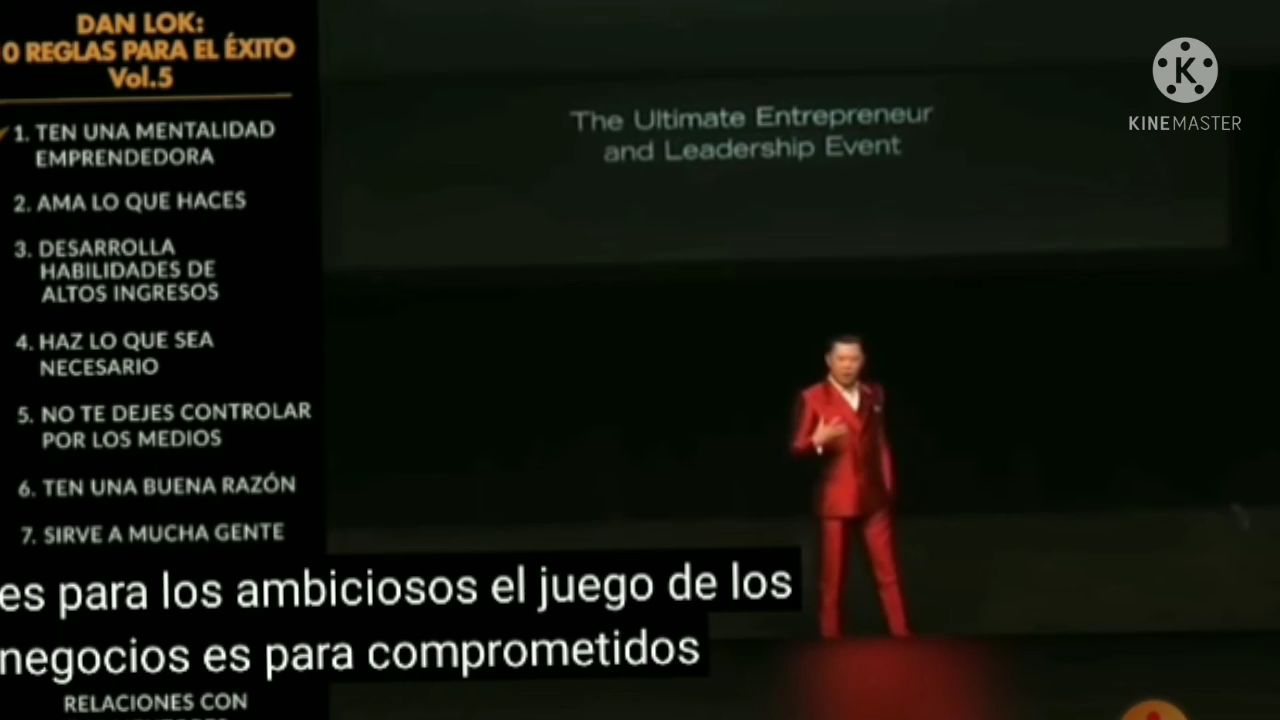 DAN LOK:
0 REGLAS PARA EL ÉXITO
Vol.5
1. TEN UNA MENTALIDAD
EMPRENDEDORA
2. AMA LO QUE HACES
3. DESARROLLA
HABILIDADES DE
ALTOS INGRESOS
4. HAZ LO QUE SEA
NECESARIO
5. NO TE DEJES CONTROLAR
POR LOS MEDIOS
6. TEN UNA BUENA RAZÓN
7. SIRVE A MUCHA GENTE
es para los ambiciosos el juego de los
negocios es para comprometidos
RELACIONES CON
The Ultimate Entrepreneur
and Leadership Event
K
KINEMASTER